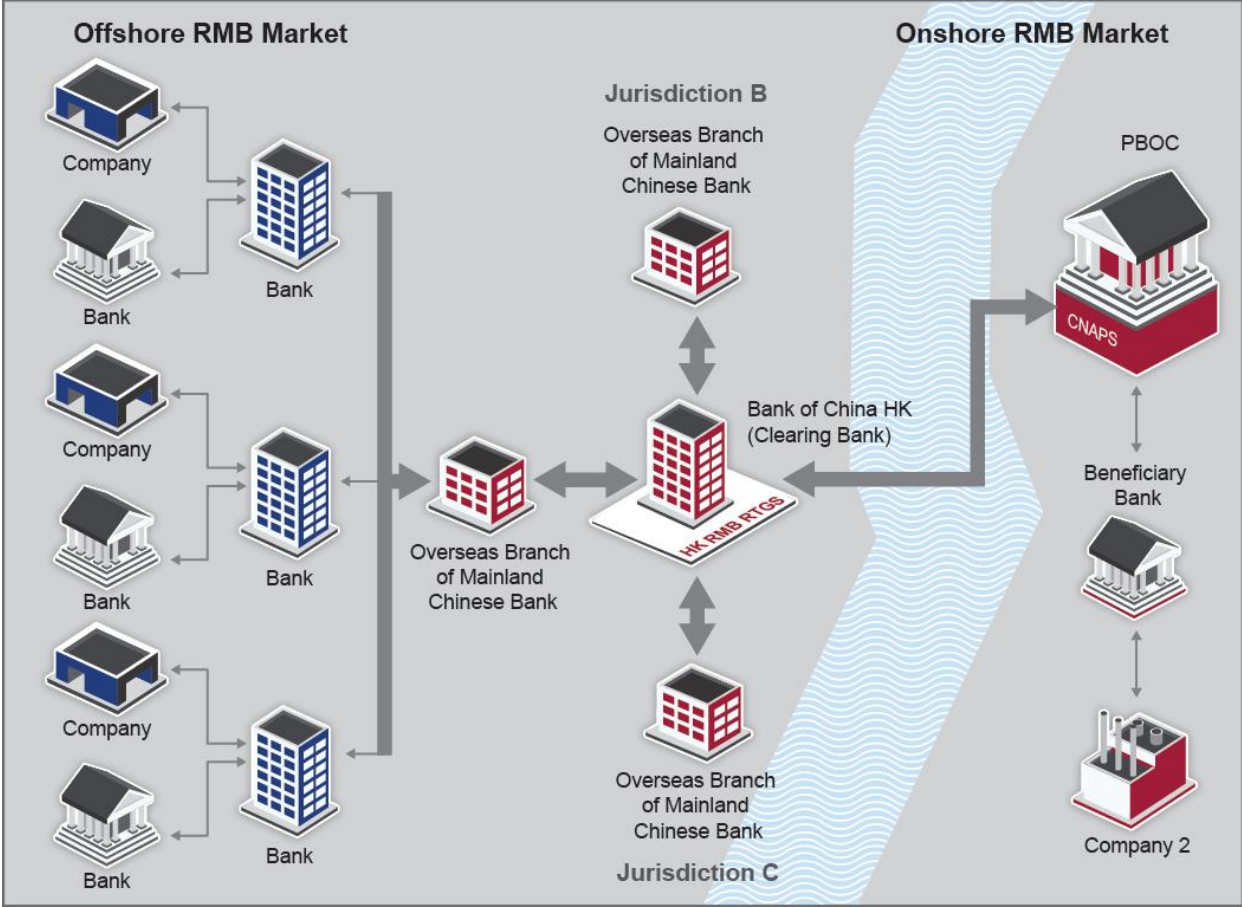 Offshore RMB Market
Onshore RMB Market
Company
Bank
Bank
Company
Bank
Bank
Company
Bank
Bank
Overseas Branch
of Mainland
Chinese Bank
Jurisdiction B
Overseas Branch
of Mainland
Chinese Bank
Bank of China HK
(Clearing Bank)
HK RMB RTGS
Overseas Branch
of Mainland
Chinese Bank
Jurisdiction C
PBOC
CNAPS
Beneficiary
Bank
Company 2